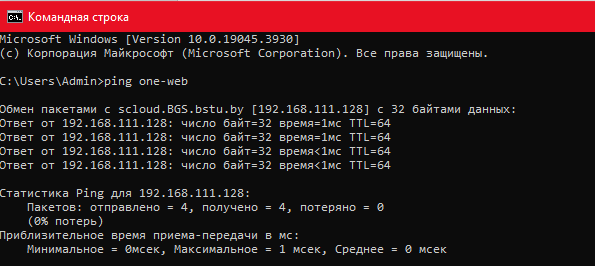 Командная строка
Microsoft Windows [Version 10.0.19045.3930]
(c) Корпорация Майкрософт (Microsoft Corporation). Все права защищены.
C:\Users\Admin>ping one-web
Обмен пакетами с scloud.BGS.bstu.by [192.168.111.128] с 32 байтами данных:
Ответ от 192.168.111.128: число байт=32 время=1мс TTL=64
Ответ от 192.168.111.128: число байт=32 время=1мс TTL=64
Ответ от 192.168.111.128: число байт=32 время<1мс TTL=64
Ответ от 192.168.111.128: число байт=32 время<1мс TTL=64
Статистика Ping для 192.168.111.128:
Пакетов: отправлено = 4, получено = 4, потеряно = 0
(0% потерь)
Приблизительное время приема-передачи в мс:
Минимальное = 0мсек, Максимальное = 1 мсек, Среднее = 0 мсек